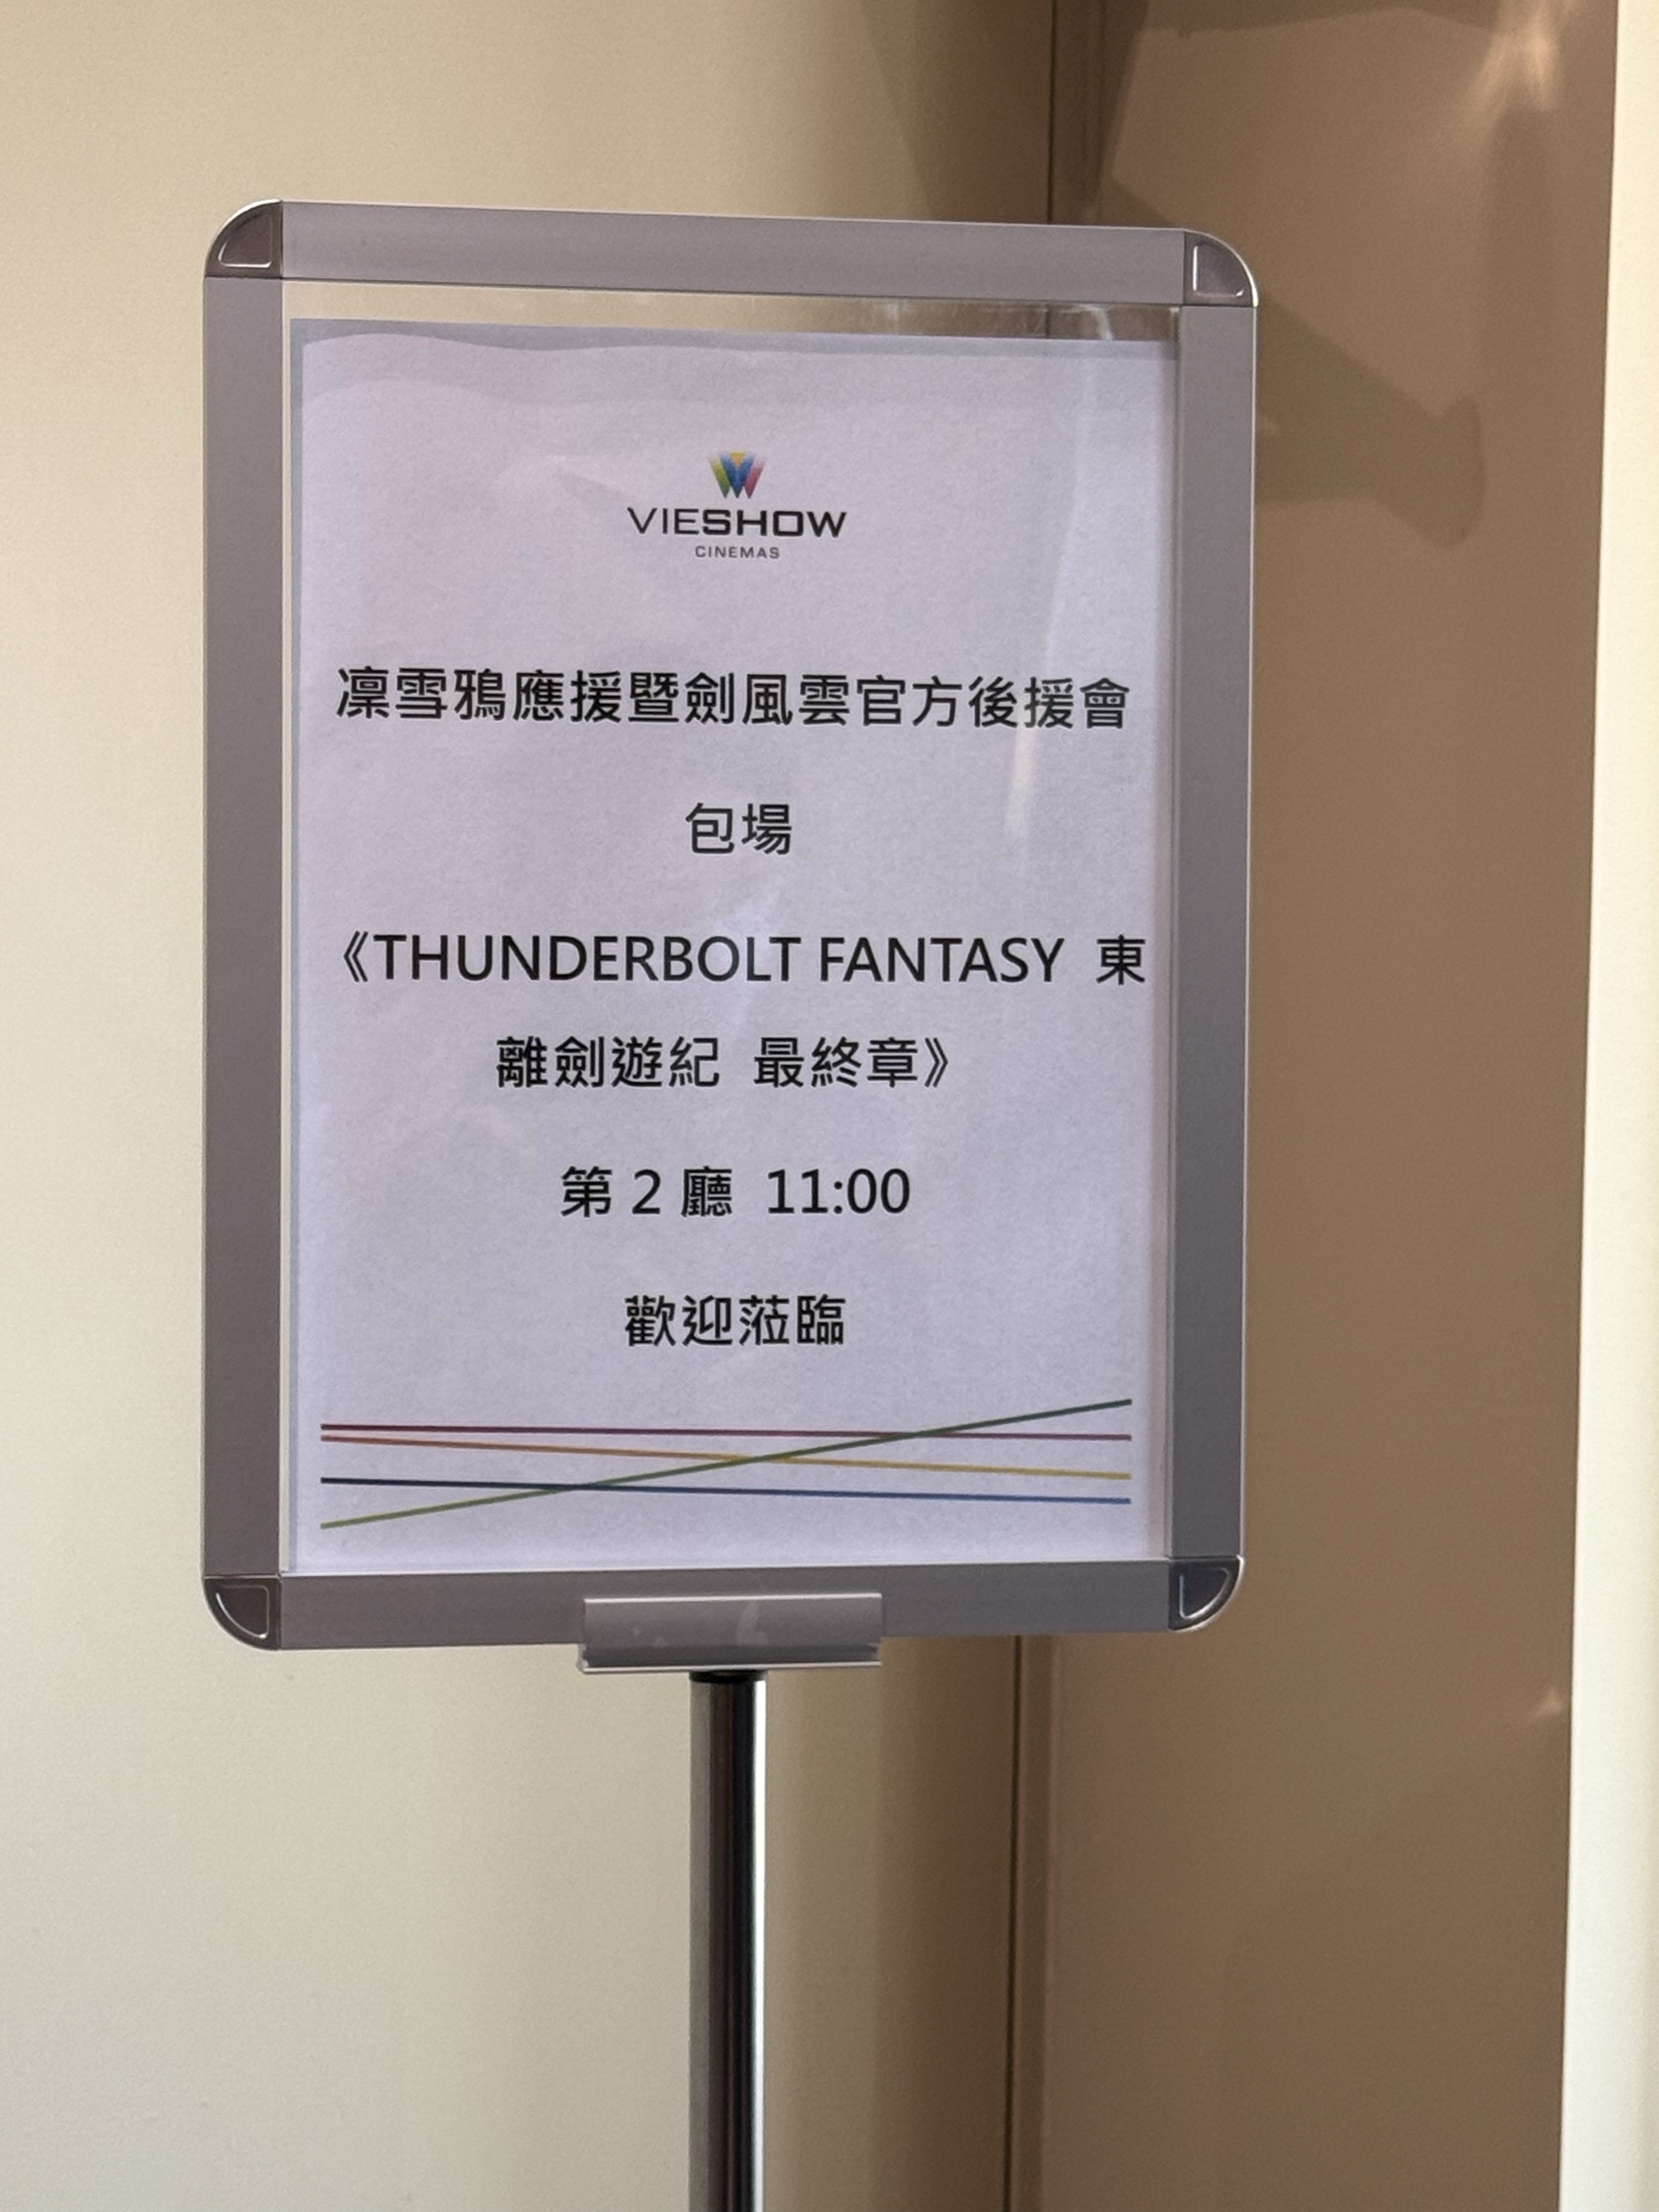 VIESHOW
CINEMAS
凜雪鴉應援暨劍風雲官方後援會
包場
《THUNDERBOLT FANTASY 東
離劍遊紀 最終章》
第 2 廳 11:00
歡迎蒞臨